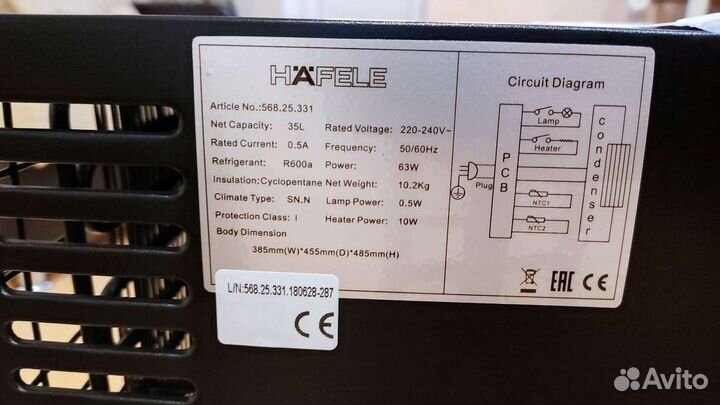 HÄFELE
Article No.:568.25.331
Net Capacity: 35L Rated Voltage: 220-240V~
Rated Current: 0.5A Frequency: 50/60Hz
Refrigerant: R600a Power: 63W
Insulation:Cyclopentane Net Weight: 10.2Kg
Climate Type: SN.N Lamp Power: 0.5W
Protection Class: I Heater Power: 10W
Body Dimension
385mm(W)*455mm(D)*485mm(H)
Circuit Diagram
Lamp
Heater
Plug
PCB
NTC1
NTC2
condenser
EAC CE
L/N:568.25.331.180628-287
CE
Avito